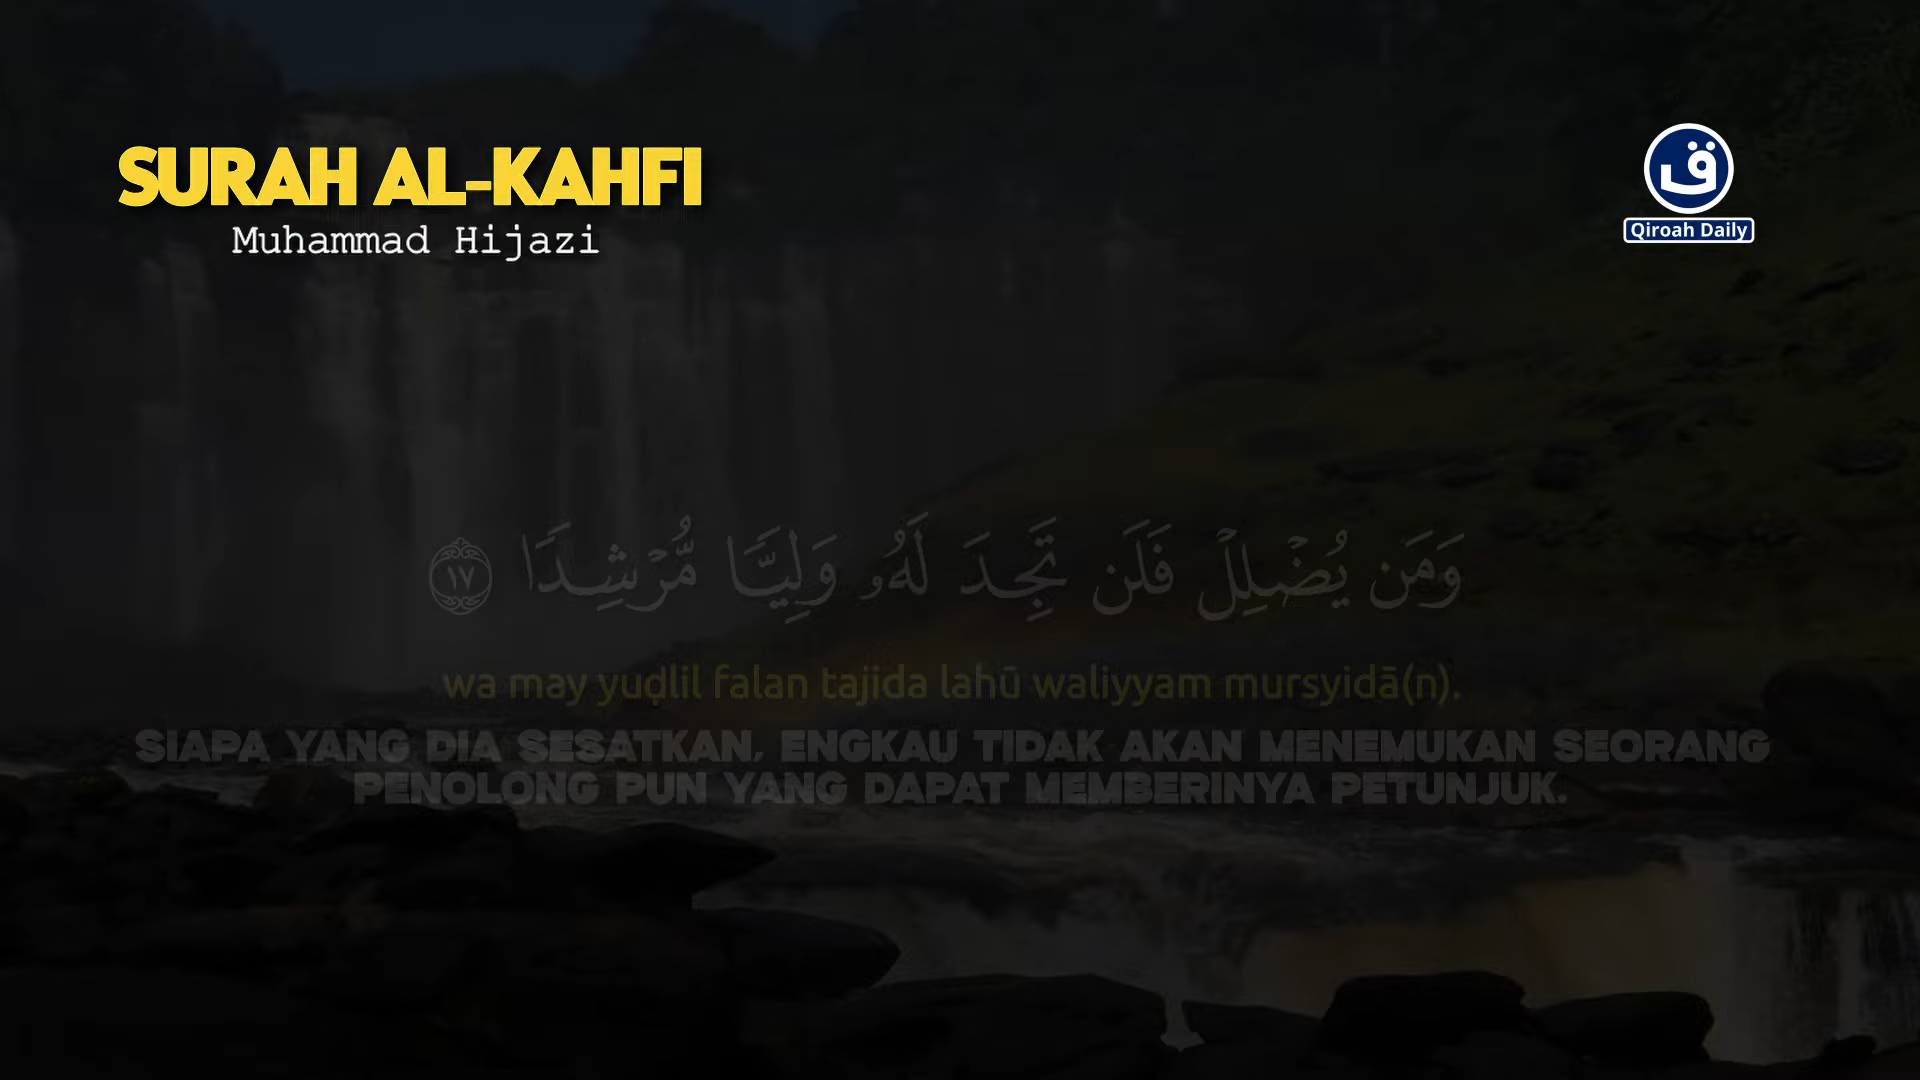 SURAH AL-KAHFI
Muhammad Hijazi
ق
Qiroah Daily
وَمَن يُضۡلِلۡ فَلَن تَجِدَ لَهُۥ وَلِيّٗا مُّرۡشِدٗا ١٧
wa may yuḍlil falan tajida lahū waliyyam mursyidā(n).
SIAPA YANG DIA SESATKAN, ENGKAU TIDAK AKAN MENEMUKAN SEORANG
PENOLONG PUN YANG DAPAT MEMBERINYA PETUNJUK.